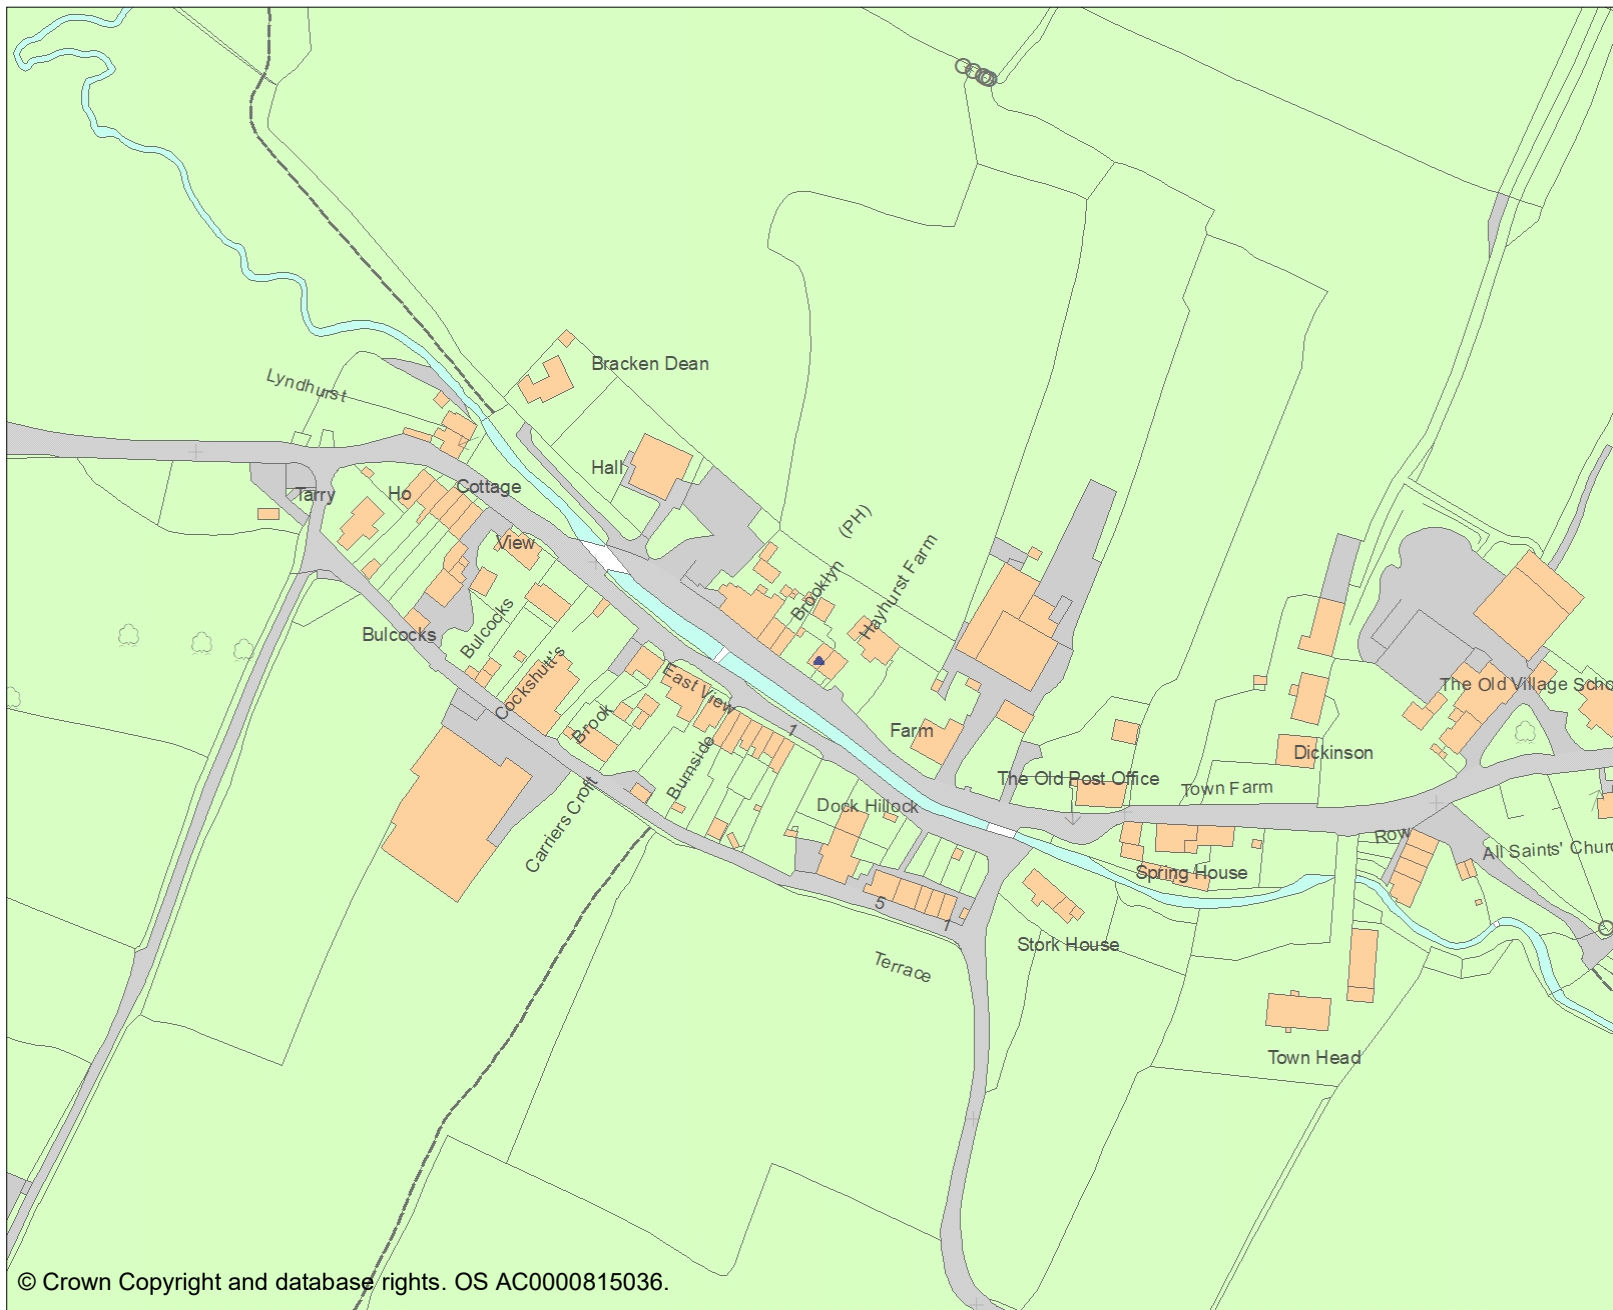 Bracken Dean
Lyndhurst
Hall
Cottage
Tarry
Ho
(PH)
View
Brooklyn
Hayhurst Farm
Bulcocks
Bulcocks
Cockshutt's
East View
The Old Village Scho
Brook
1
Farm
Burnside
Dickinson
The Old Post Office
Town Farm
Carriers Croft
Dock Hillock
Row
All Saints' Churc
Spring House
5
1
Stork House
Terrace
Town Head
© Crown Copyright and database rights. OS AC0000815036.